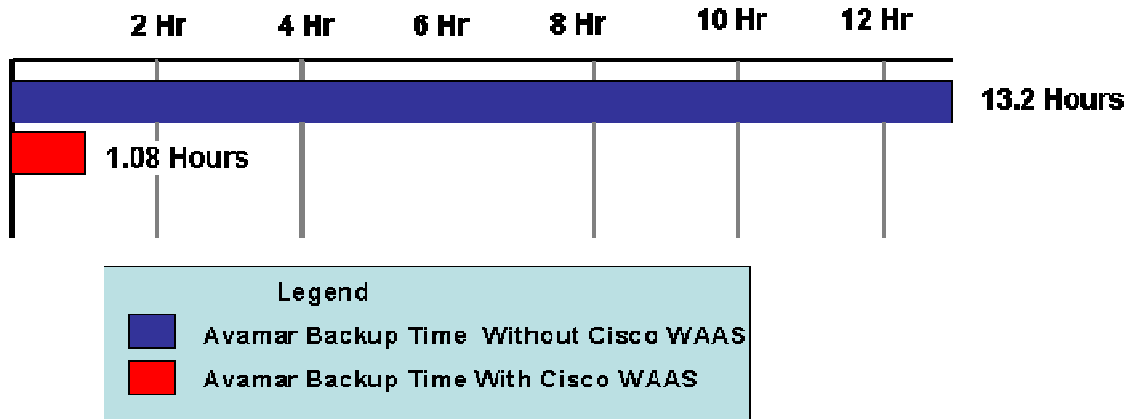 2 Hr 4 Hr 6 Hr 8 Hr 10 Hr 12 Hr
13.2 Hours
1.08 Hours
Legend
Avamar Backup Time Without Cisco WAAS
Avamar Backup Time With Cisco WAAS